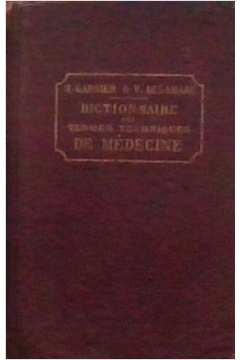 M. GARNIER & V. DELAMARE
DICTIONNAIRE
DES
TERMES TECHNIQUES
DE MÉDECINE